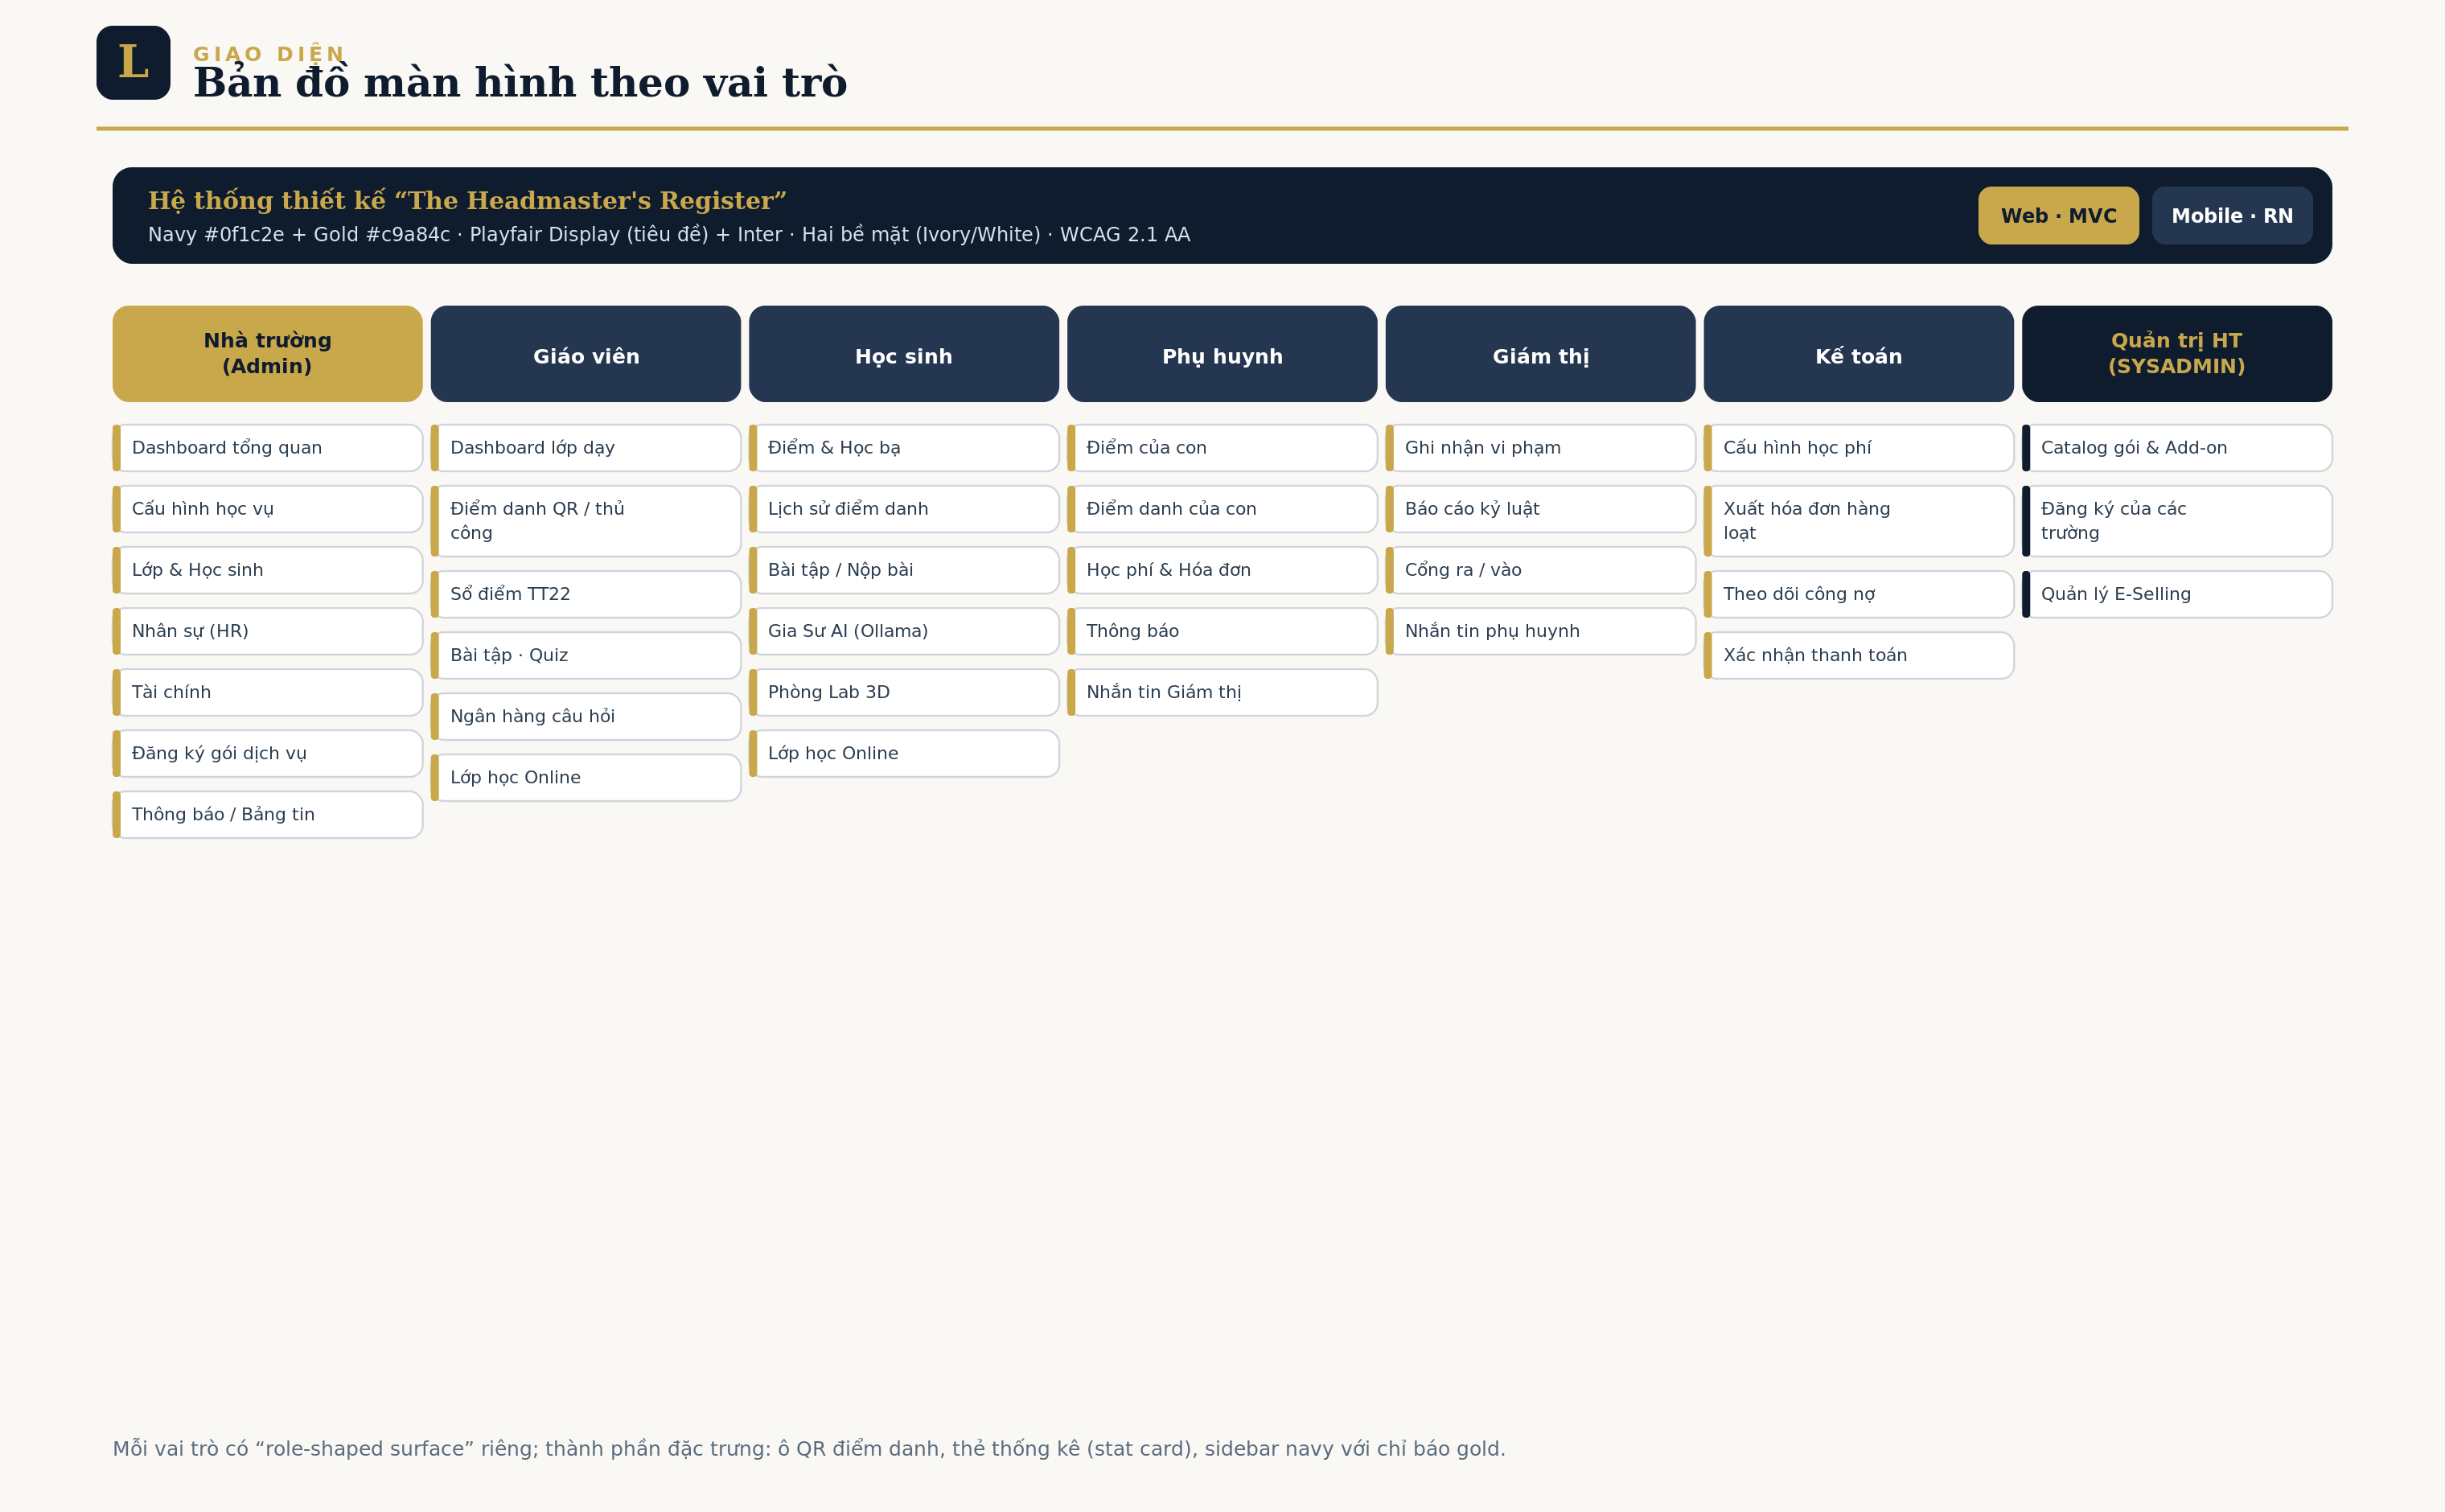 L
GIAO DIỆN
Bản đồ màn hình theo vai trò
Hệ thống thiết kế “The Headmaster's Register”
Navy #0f1c2e + Gold #c9a84c · Playfair Display (tiêu đề) + Inter · Hai bề mặt (Ivory/White) · WCAG 2.1 AA
Web · MVC
Mobile · RN
Nhà trường
(Admin)
Dashboard tổng quan
Cấu hình học vụ
Lớp & Học sinh
Nhân sự (HR)
Tài chính
Đăng ký gói dịch vụ
Thông báo / Bảng tin
Giáo viên
Dashboard lớp dạy
Điểm danh QR / thủ
công
Sổ điểm TT22
Bài tập · Quiz
Ngân hàng câu hỏi
Lớp học Online
Học sinh
Điểm & Học bạ
Lịch sử điểm danh
Bài tập / Nộp bài
Gia Sư AI (Ollama)
Phòng Lab 3D
Lớp học Online
Phụ huynh
Điểm của con
Điểm danh của con
Học phí & Hóa đơn
Thông báo
Nhắn tin Giám thị
Giám thị
Ghi nhận vi phạm
Báo cáo kỷ luật
Cổng ra / vào
Nhắn tin phụ huynh
Kế toán
Cấu hình học phí
Xuất hóa đơn hàng
loạt
Theo dõi công nợ
Xác nhận thanh toán
Quản trị HT
(SYSADMIN)
Catalog gói & Add-on
Đăng ký của các
trường
Quản lý E-Selling
Mỗi vai trò có “role-shaped surface” riêng; thành phần đặc trưng: ô QR điểm danh, thẻ thống kê (stat card), sidebar navy với chỉ báo gold.